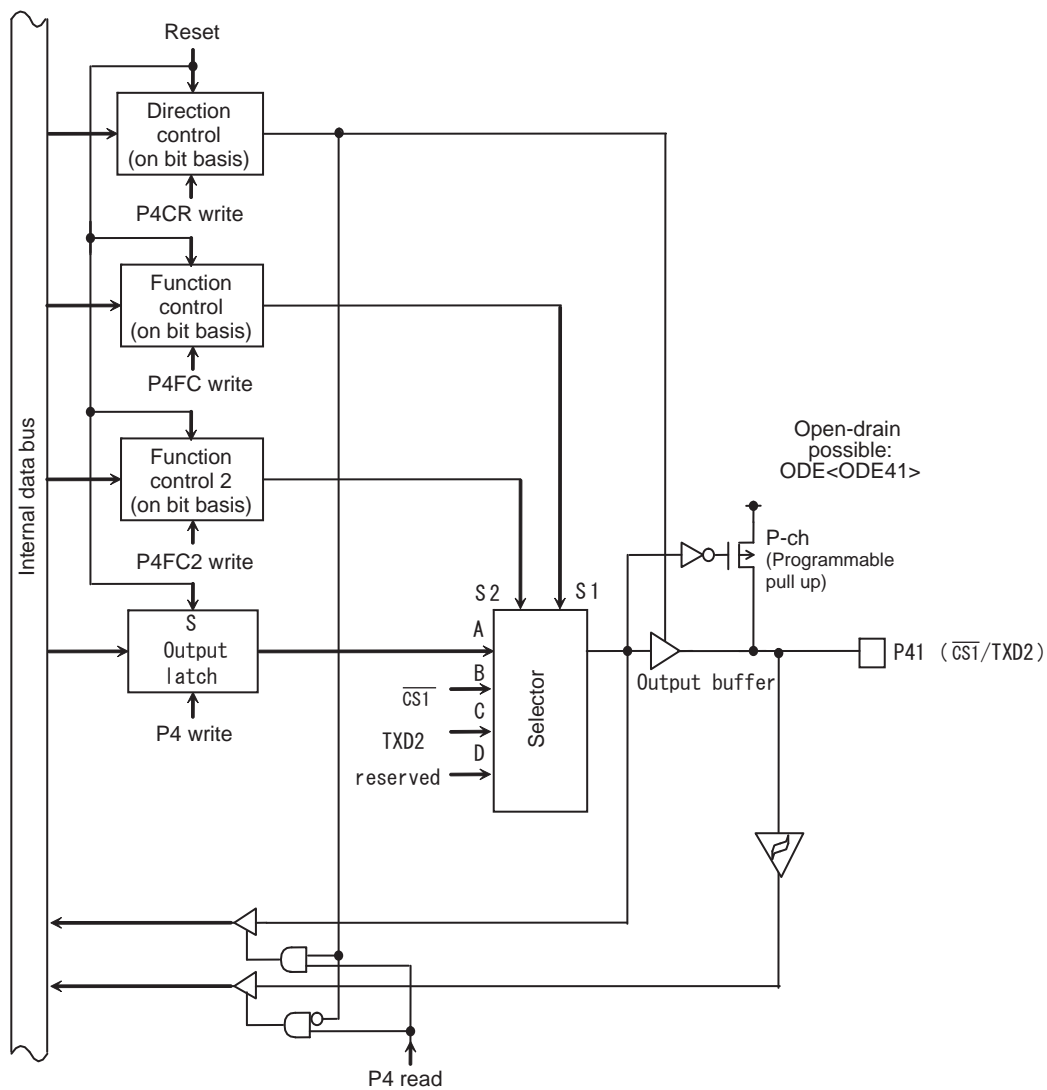 Reset
Direction
control
(on bit basis)
P4CR write
Function
control
(on bit basis)
P4FC write
Internal data bus
Function
control 2
(on bit basis)
P4FC2 write
Open-drain
possible:
ODE<ODE41>
P-ch
(Programmable
pull up)
S
Output
latch
P4 write
S2
S1
A
B
CS1
C
TXD2
D
reserved
Selector
Output buffer
P41 (CS1/TXD2)
P4 read